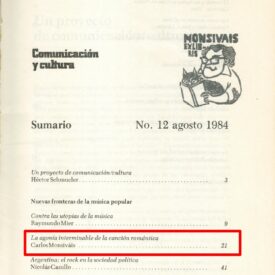 MONSIVAIS
EX LIB
RIS
Comunicación
y cultura
Sumario No. 12 agosto 1984
Un proyecto de comunicación/cultura
Héctor Schmucler 3
Nuevas fronteras de la música popular
Contra las utopías de la música
Raymundo Mier 9
La agonía interminable de la canción romántica
Carlos Monsiváis 21
Argentina: el rock en la sociedad política
Nicolás Casullo 41